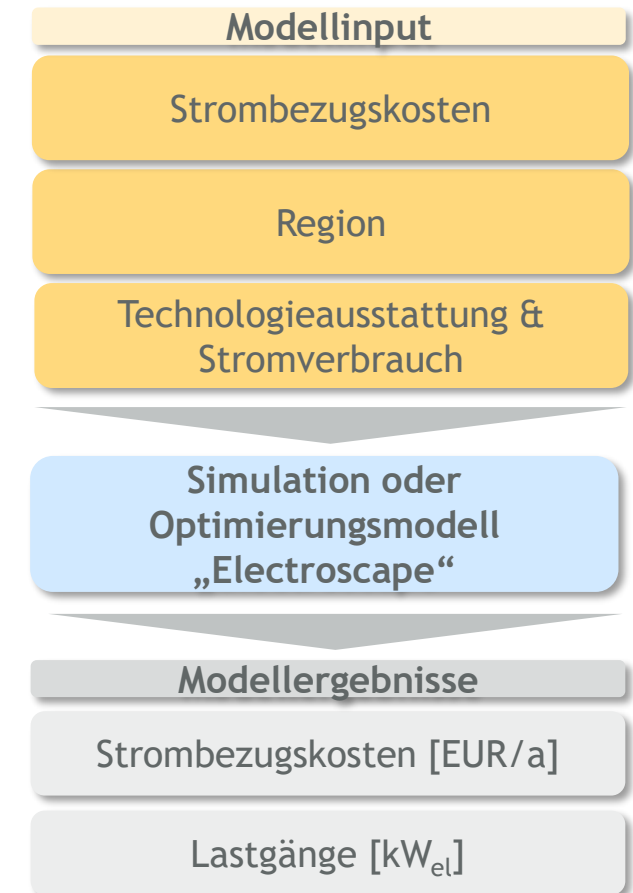 Modellinput
Strombezugskosten
Region
Technologieausstattung &
Stromverbrauch
Simulation oder
Optimierungsmodell
„Electroscape“
Modellergebnisse
Strombezugskosten [EUR/a]
Lastgänge [kWel]